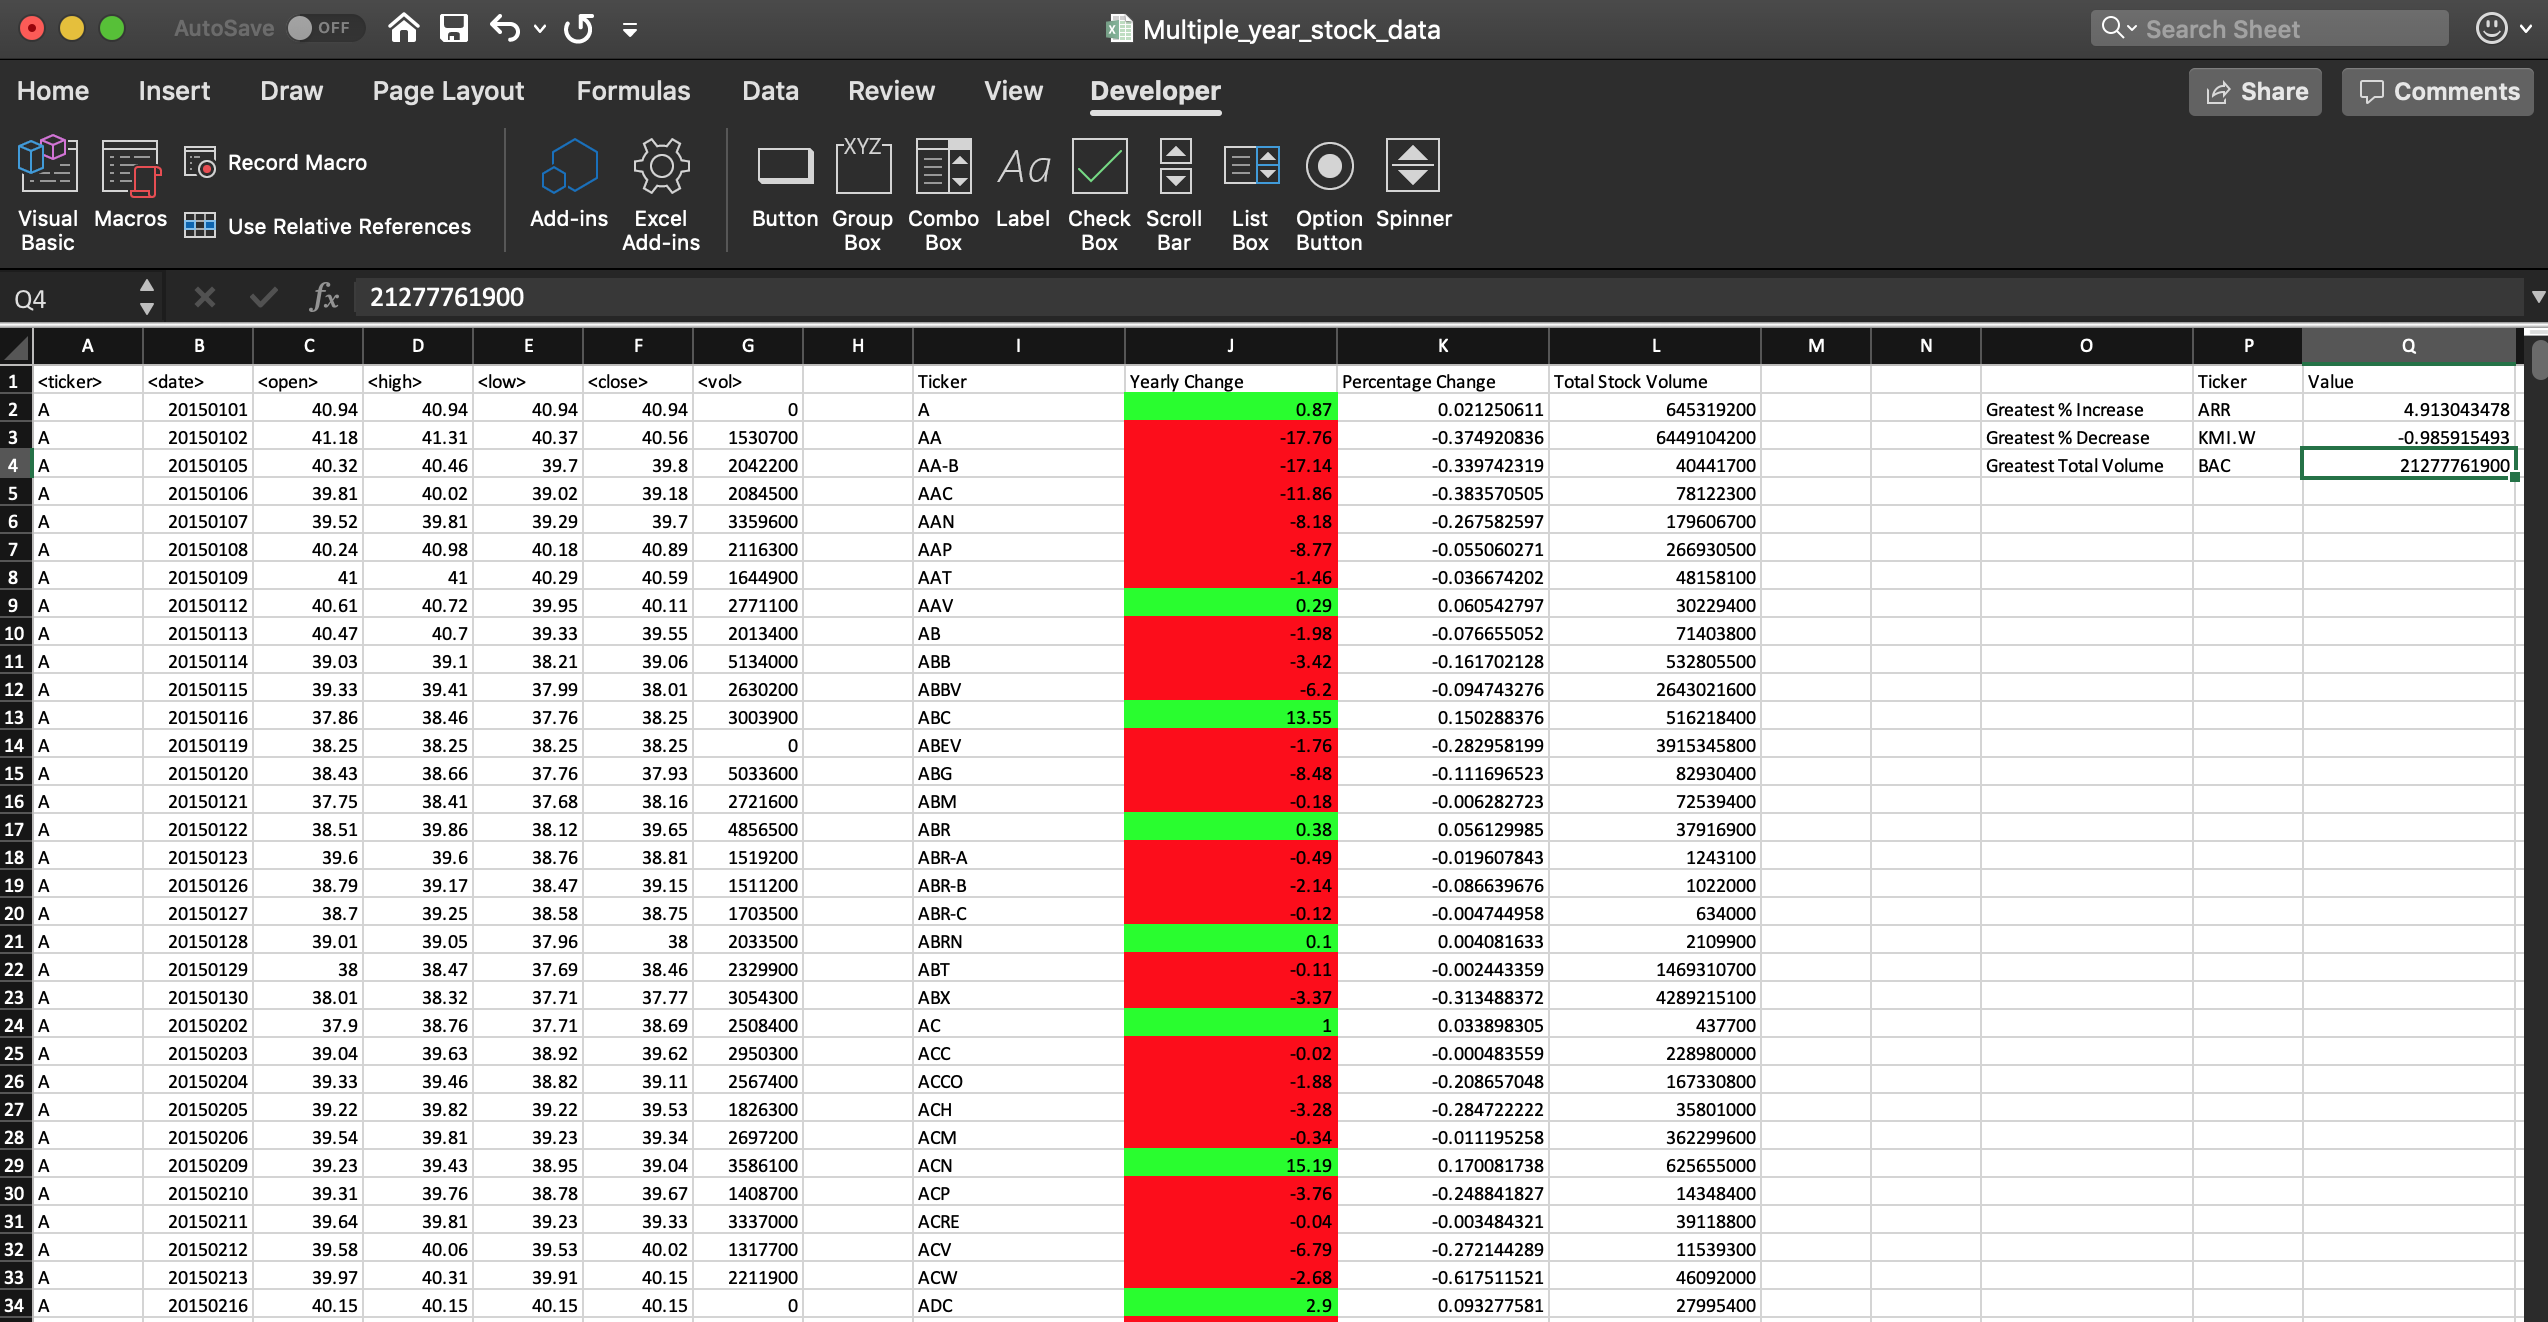 AutoSave OFF Multiple_year_stock_data Search Sheet
Home Insert Draw Page Layout Formulas Data Review View Developer Share Comments
Visual Basic Macros Record Macro Use Relative References Add-ins Excel Add-ins Button Group Box Combo Box Label Check Box Scroll Bar List Box Option Button Spinner
XYZ Aa
Q4 fx 21277761900
A B C D E F G H I J K L M N O P Q
1 <ticker> <date> <open> <high> <low> <close> <vol> Ticker Yearly Change Percentage Change Total Stock Volume Ticker Value
2 A 20150101 40.94 40.94 40.94 40.94 0 A 0.87 0.021250611 645319200 Greatest % Increase ARR 4.913043478
3 A 20150102 41.18 41.31 40.37 40.56 1530700 AA -17.76 -0.374920836 6449104200 Greatest % Decrease KMI.W -0.985915493
4 A 20150105 40.32 40.46 39.7 39.8 2042200 AA-B -17.14 -0.339742319 40441700 Greatest Total Volume BAC 21277761900
5 A 20150106 39.81 40.02 39.02 39.18 2084500 AAC -11.86 -0.383570505 78122300
6 A 20150107 39.52 39.81 39.29 39.7 3359600 AAN -8.18 -0.267582597 179606700
7 A 20150108 40.24 40.98 40.18 40.89 2116300 AAP -8.77 -0.055060271 266930500
8 A 20150109 41 41 40.29 40.59 1644900 AAT -1.46 -0.036674202 48158100
9 A 20150112 40.61 40.72 39.95 40.11 2771100 AAV 0.29 0.060542797 30229400
10 A 20150113 40.47 40.7 39.33 39.55 2013400 AB -1.98 -0.076655052 71403800
11 A 20150114 39.03 39.1 38.21 39.06 5134000 ABB -3.42 -0.161702128 532805500
12 A 20150115 39.33 39.41 37.99 38.01 2630200 ABBV -6.2 -0.094743276 2643021600
13 A 20150116 37.86 38.46 37.76 38.25 3003900 ABC 13.55 0.150288376 516218400
14 A 20150119 38.25 38.25 38.25 38.25 0 ABEV -1.76 -0.282958199 3915345800
15 A 20150120 38.43 38.66 37.76 37.93 5033600 ABG -8.48 -0.111696523 82930400
16 A 20150121 37.75 38.41 37.68 38.16 2721600 ABM -0.18 -0.006282723 72539400
17 A 20150122 38.51 39.86 38.12 39.65 4856500 ABR 0.38 0.056129985 37916900
18 A 20150123 39.6 39.6 38.76 38.81 1519200 ABR-A -0.49 -0.019607843 1243100
19 A 20150126 38.79 39.17 38.47 39.15 1511200 ABR-B -2.14 -0.086639676 1022000
20 A 20150127 38.7 39.25 38.58 38.75 1703500 ABR-C -0.12 -0.004744958 634000
21 A 20150128 39.01 39.05 37.96 38 2033500 ABRN 0.1 0.004081633 2109900
22 A 20150129 38 38.47 37.69 38.46 2329900 ABT -0.11 -0.002443359 1469310700
23 A 20150130 38.01 38.32 37.71 37.77 3054300 ABX -3.37 -0.313488372 4289215100
24 A 20150202 37.9 38.76 37.71 38.69 2508400 AC 1 0.033898305 437700
25 A 20150203 39.04 39.63 38.92 39.62 2950300 ACC -0.02 -0.000483559 228980000
26 A 20150204 39.33 39.46 38.82 39.11 2567400 ACCO -1.88 -0.208657048 167330800
27 A 20150205 39.22 39.82 39.22 39.53 1826300 ACH -3.28 -0.284722222 35801000
28 A 20150206 39.54 39.81 39.23 39.34 2697200 ACM -0.34 -0.011195258 362299600
29 A 20150209 39.23 39.43 38.95 39.04 3586100 ACN 15.19 0.170081738 625655000
30 A 20150210 39.31 39.76 38.78 39.67 1408700 ACP -3.76 -0.248841827 14348400
31 A 20150211 39.64 39.81 39.23 39.33 3337000 ACRE -0.04 -0.003484321 39118800
32 A 20150212 39.58 40.06 39.53 40.02 1317700 ACV -6.79 -0.272144289 11539300
33 A 20150213 39.97 40.31 39.91 40.15 2211900 ACW -2.68 -0.617511521 46092000
34 A 20150216 40.15 40.15 40.15 40.15 0 ADC 2.9 0.093277581 27995400